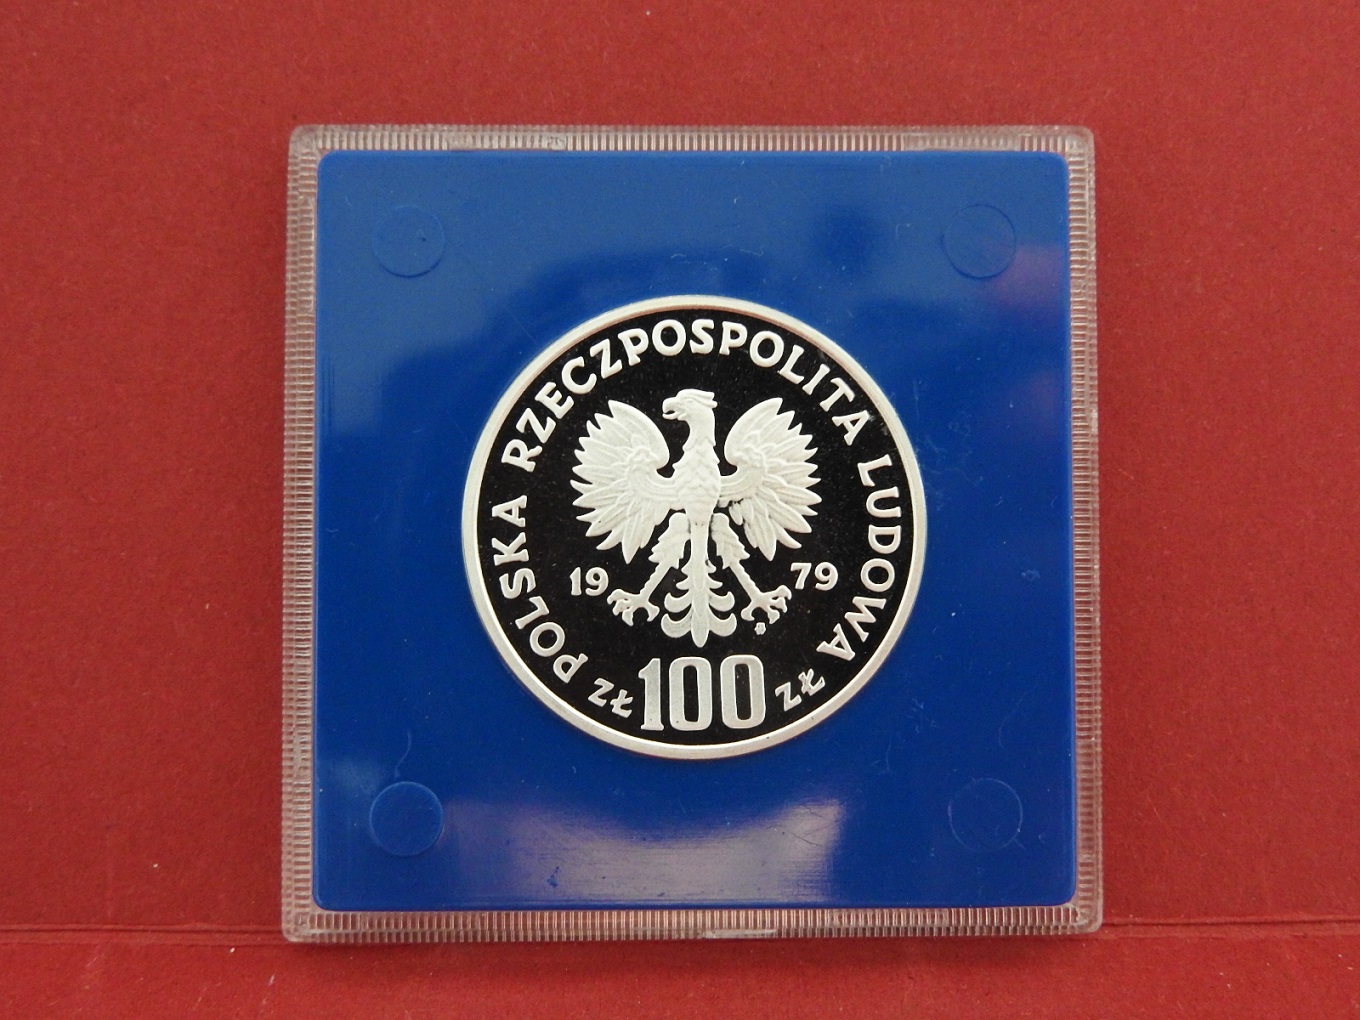 POLSKA RZECZPOSPOLITA LUDOWA
19 79
ZŁ 100 ZŁ